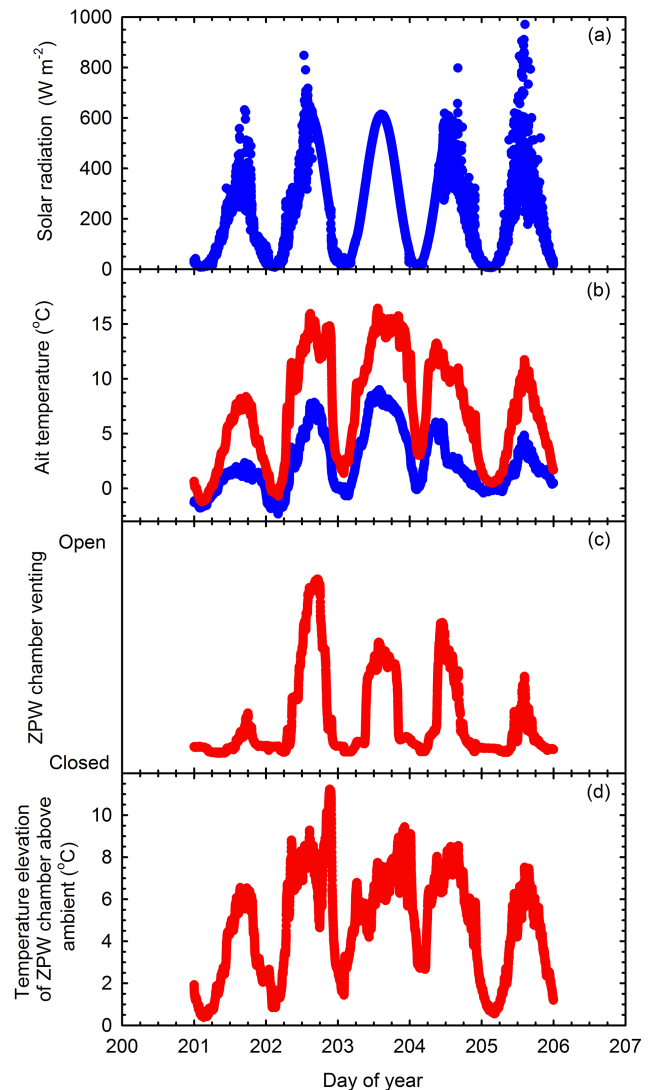 (a)
Solar radiation (W m-2)
1000
800
600
400
200
0
(b)
Ait temperature (oC)
15
10
5
0
(c)
ZPW chamber venting
Open
Closed
(d)
Temperature elevation
of ZPW chamber above
ambient (oC)
10
8
6
4
2
0
200 201 202 203 204 205 206 207
Day of year